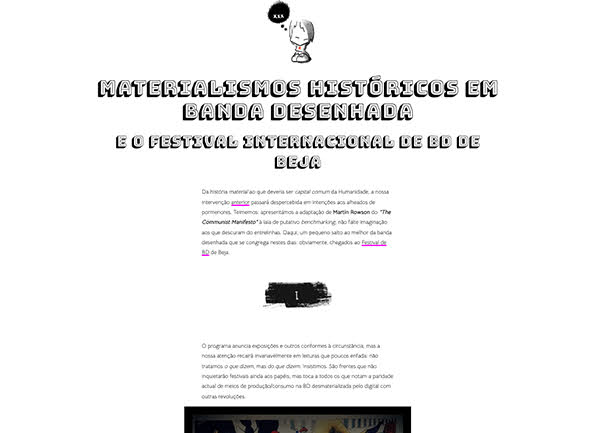 MATERIALISMOS HISTÓRICOS EM
BANDA DESENHADA
E O FESTIVAL INTERNACIONAL DE BD DE
BEJA
Da história material ao que deveria ser capital comum da Humanidade, a nossa
intervenção anterior passará despercebida em intenções aos alheados de
pormenores. Teimemos: apresentámos a adaptação de Martin Rowson do "The
Communist Manifesto" à laia de putativo benchmarking, não falte imaginação
aos que descuram do entrelinhas. Daqui, um pequeno salto ao melhor da banda
desenhada que se congrega nestes dias: obviamente, chegados ao Festival de
BD de Beja.
I
O programa anuncia exposições e outros conformes à circunstância, mas a
nossa atenção recairá invariavelmente em leituras que poucos enfada: não
tratamos o que dizem, mas do que dizem. Insistimos. São frentes que não
inquietarão festivais ainda aos papéis, mas toca a todos os que notam a paridade
actual de meios de produção/consumo na BD desmaterializada pelo digital com
outras revoluções.